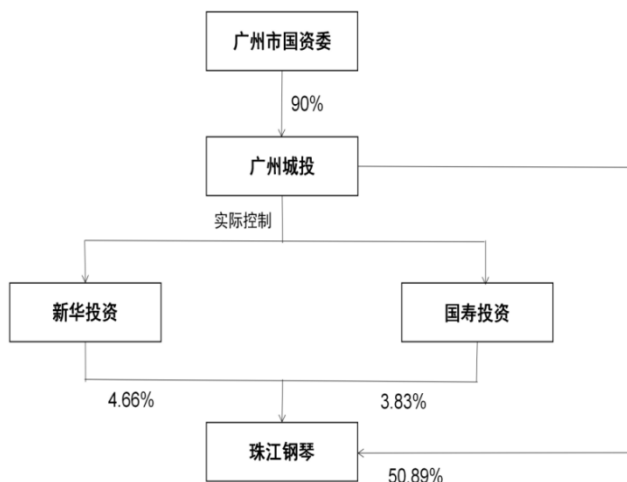 广州市国资委
90%
广州城投
实际控制
新华投资
国寿投资
4.66%
3.83%
珠江钢琴
50.89%